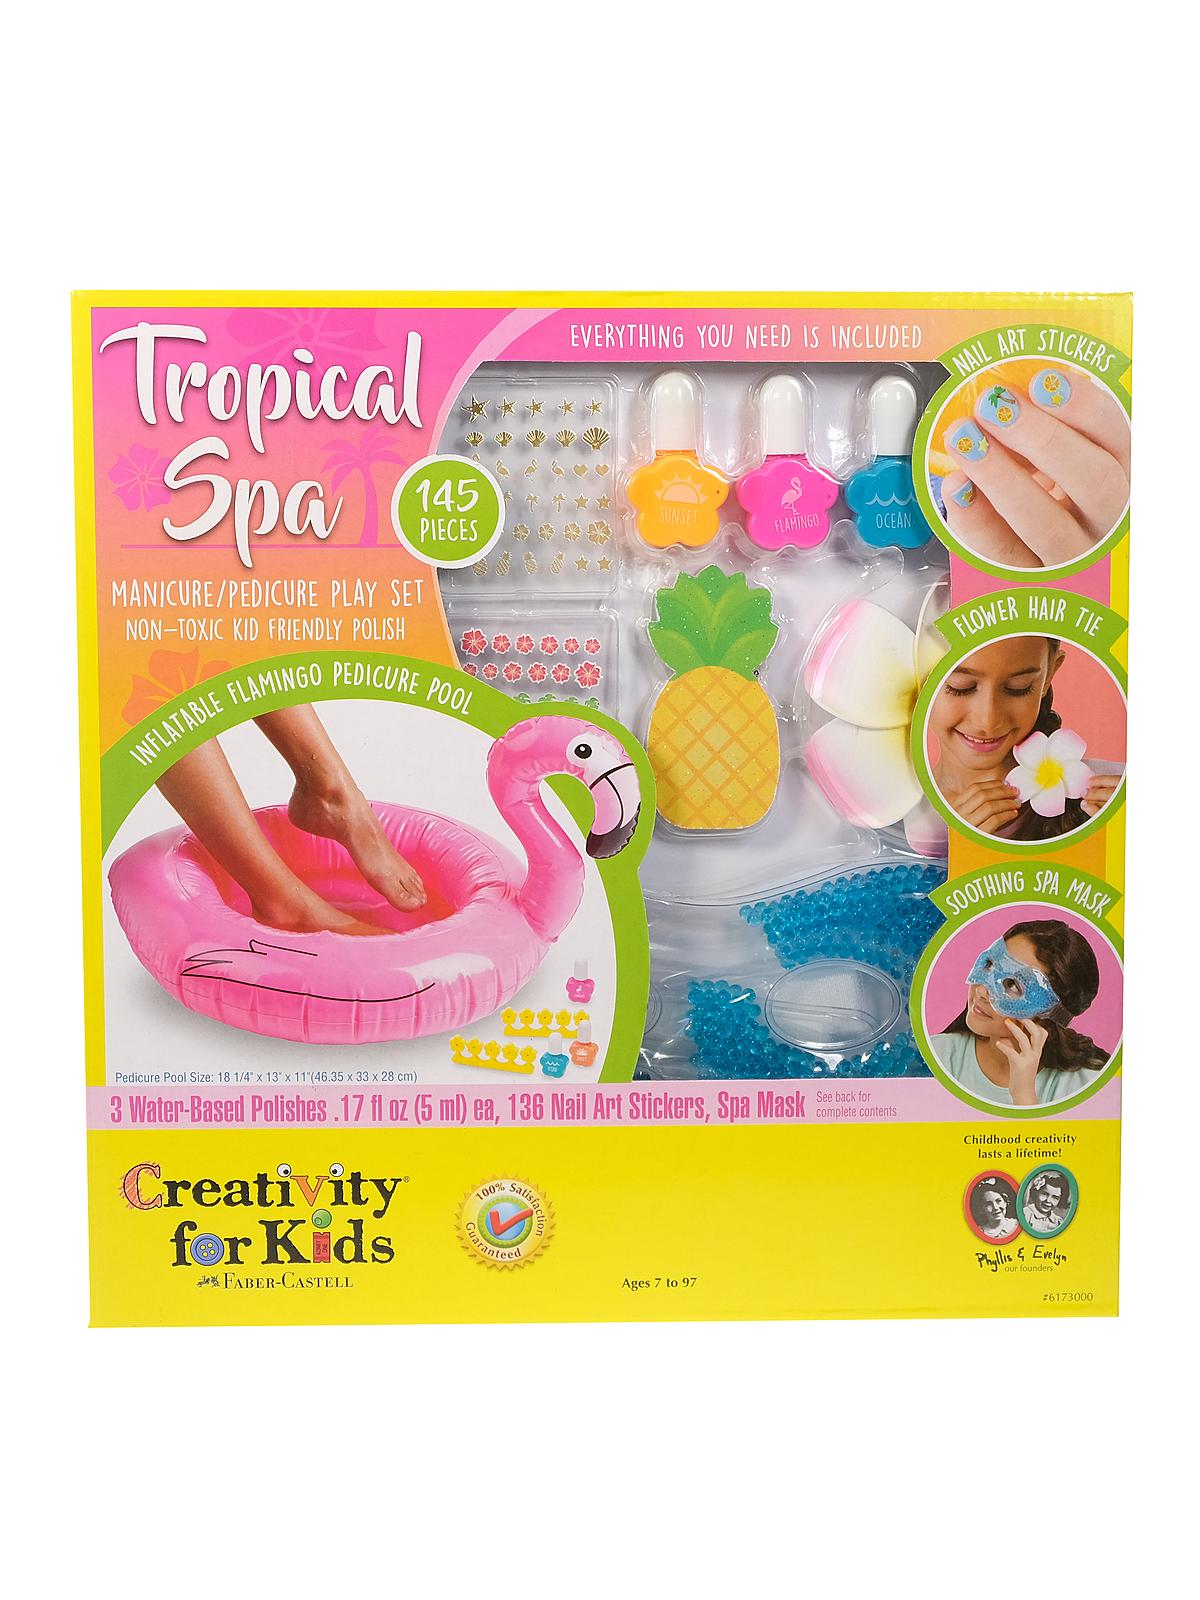 Tropical
Spa
145
PIECES
MANICURE/PEDICURE PLAY SET
NON-TOXIC KID FRIENDLY POLISH
EVERYTHING YOU NEED IS INCLUDED
NAIL ART STICKERS
SUNSET
FLAMINGO
OCEAN
FLOWER HAIR TIE
INFLATABLE FLAMINGO PEDICURE POOL
SOOTHING SPA MASK
Pedicure Pool Size: 18 1/4" x 13" x 11"(46.35 x 33 x 28 cm)
3 Water-Based Polishes .17 fl oz (5 ml) ea, 136 Nail Art Stickers, Spa Mask
See back for
complete contents
Creativity®
for Kids
FABER-CASTELL
100% Satisfaction
Guaranteed
Ages 7 to 97
Childhood creativity
lasts a lifetime!
Phyllis & Evelyn
our founders
#6173000